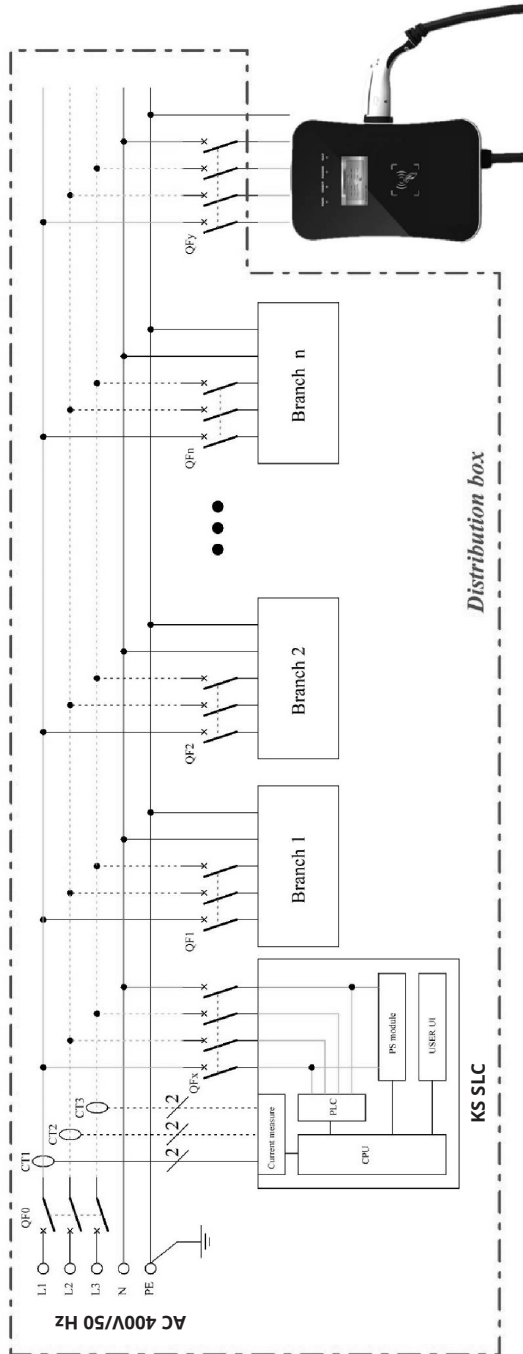 AC 400V/50 Hz
L1
L2
L3
N
PE
QF0
CT1
CT2
CT3
2
2
2
QFx
Current measure
PLC
CPU
PS module
USER UI
KS SLC
QF1
Branch 1
QF2
Branch 2
QFn
Branch n
QFy
Distribution box